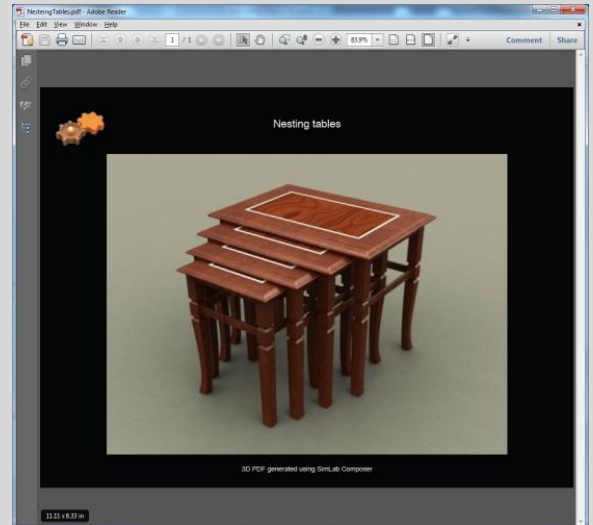 NesteingTables.pdf - Adobe Reader
File Edit View Window Help
1 / 1 83.9% Comment Share
Nesting tables
3D PDF generated using SimLab Composer
11.11 x 8.33 in